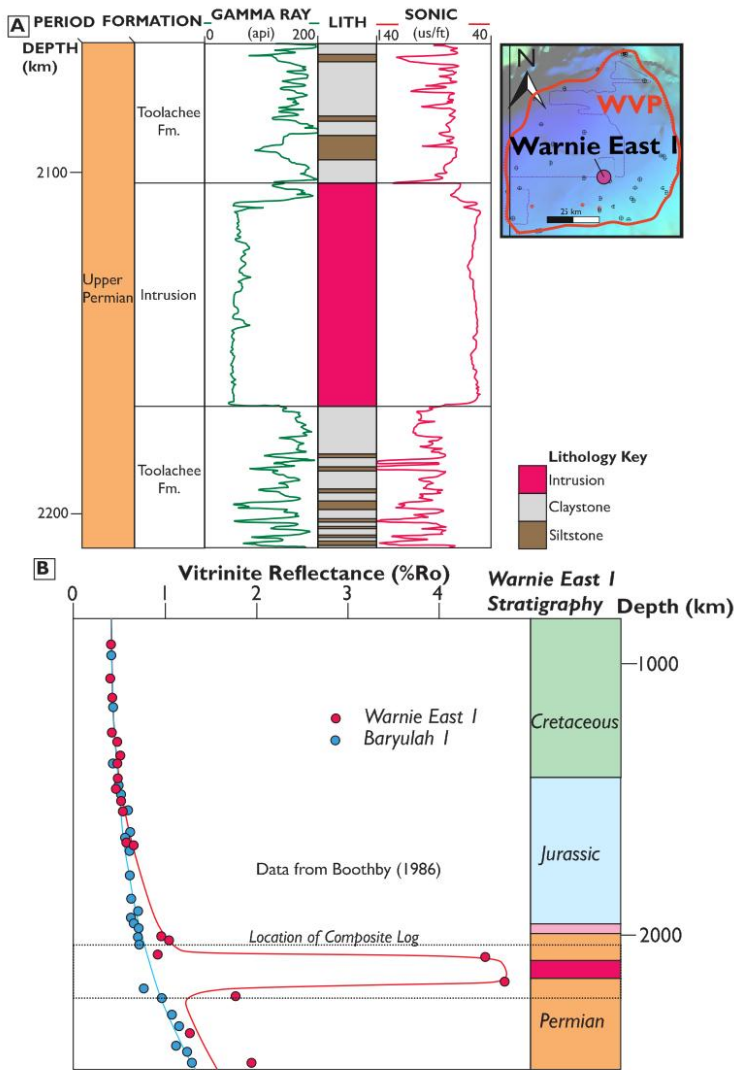 A
PERIOD FORMATION
GAMMA RAY
LITH
SONIC
DEPTH
(km)
0 (api) 200
140 (us/ft) 40
Toolachee
Fm.
2100
Upper
Permian
Intrusion
Toolachee
Fm.
2200
N
WVP
Warnie East 1
25 km
Lithology Key
Intrusion
Claystone
Siltstone
B
Vitrinite Reflectance (%Ro)
Warnie East 1
Stratigraphy
Depth (km)
0 1 2 3 4
1000
Warnie East 1
Baryulah 1
Cretaceous
Data from Boothby (1986)
Jurassic
Location of Composite Log
2000
Permian